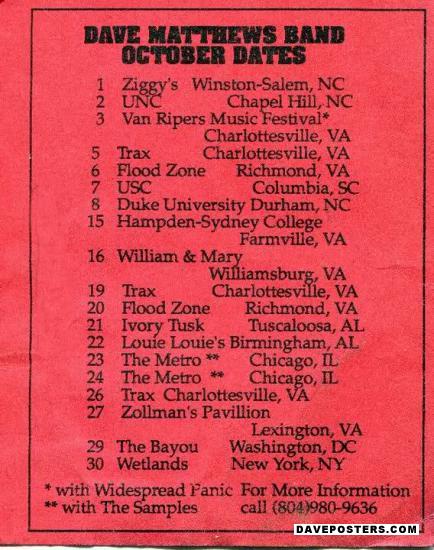 DAVE MATTHEWS BAND
OCTOBER DATES
1 Ziggy's Winston-Salem, NC
2 UNC Chapel Hill, NC
3 Van Ripers Music Festival*
Charlottesville, VA
5 Trax Charlottesville, VA
6 Flood Zone Richmond, VA
7 USC Columbia, SC
8 Duke University Durham, NC
15 Hampden-Sydney College
Farmville, VA
16 William & Mary
Williamsburg, VA
19 Trax Charlottesville, VA
20 Flood Zone Richmond, VA
21 Ivory Tusk Tuscaloosa, AL
22 Louie Louie's Birmingham, AL
23 The Metro ** Chicago, IL
24 The Metro ** Chicago, IL
26 Trax Charlottesville, VA
27 Zollman's Pavillion
Lexington, VA
29 The Bayou Washington, DC
30 Wetlands New York, NY
* with Widespread Panic For More Information
** with The Samples call (804)980-9636
DAVEPOSTERS.COM